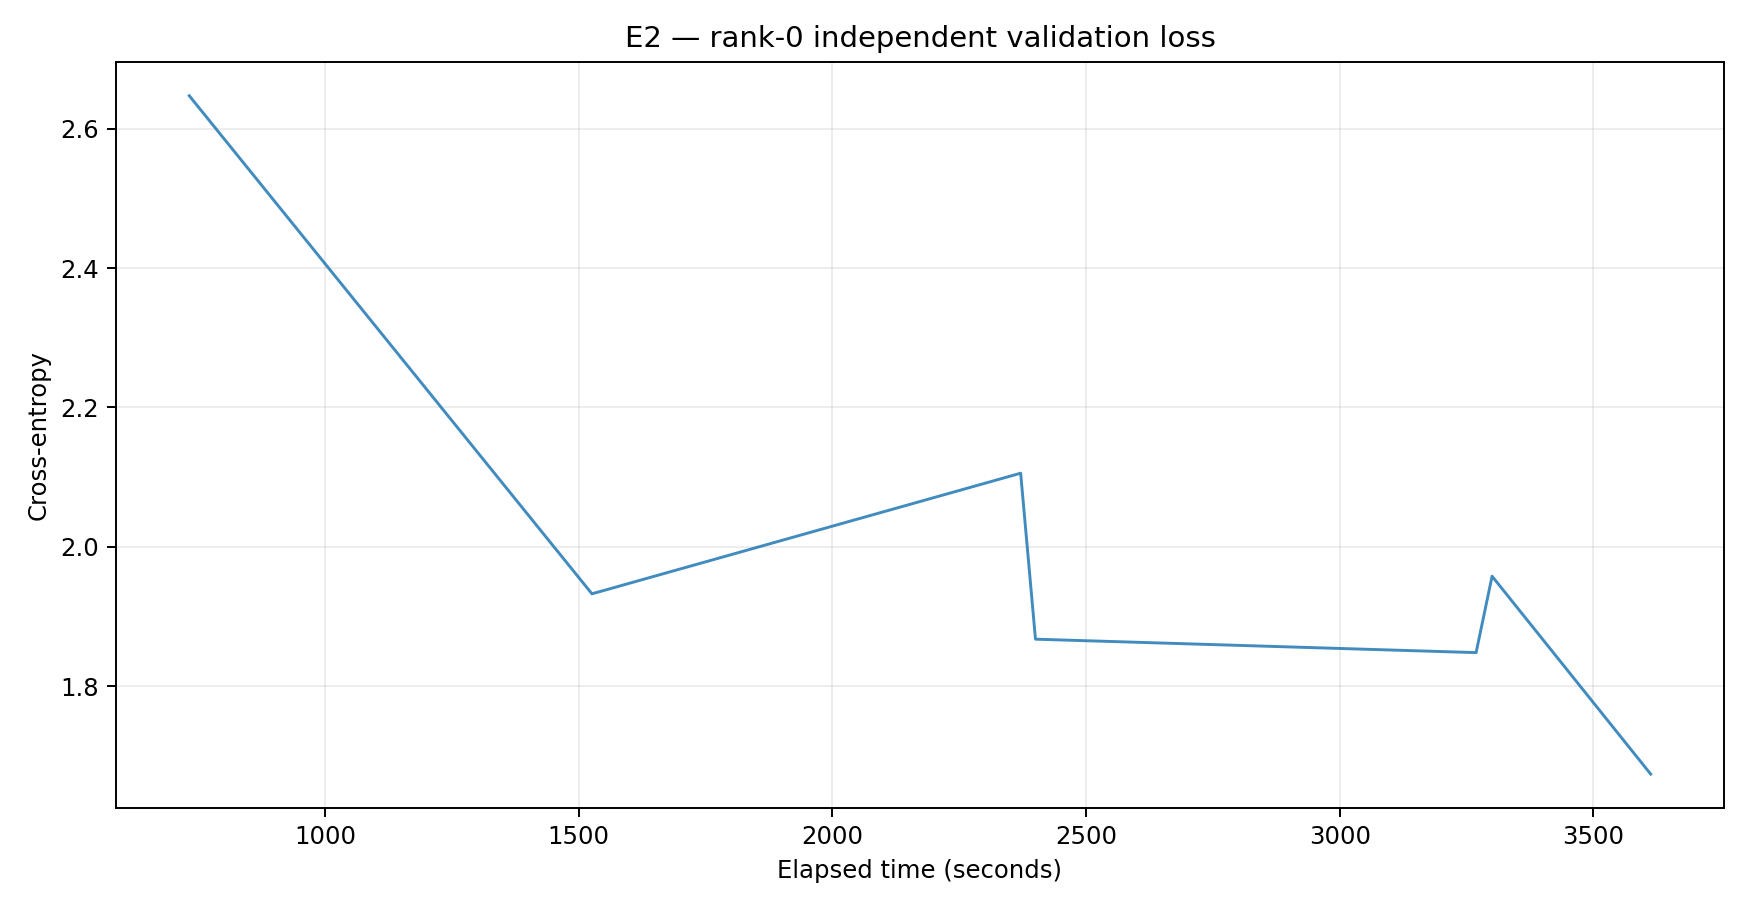 E2 — rank-0 independent validation loss
Cross-entropy
2.6
2.4
2.2
2.0
1.8
1000 1500 2000 2500 3000 3500
Elapsed time (seconds)